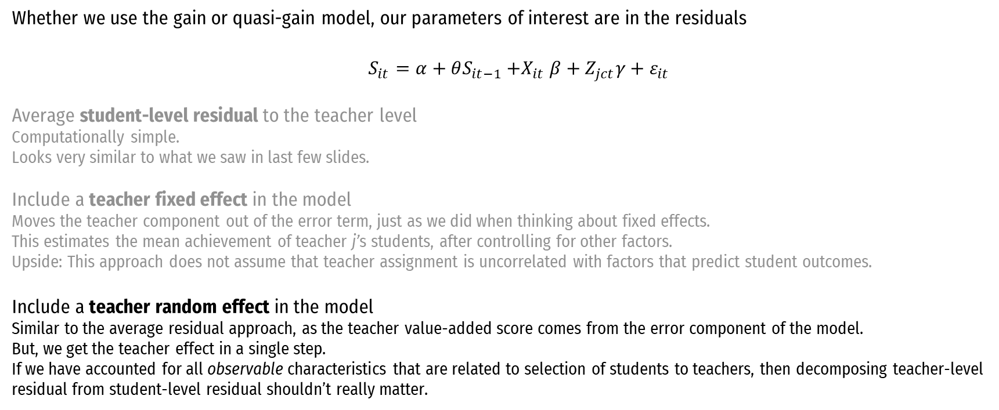 Whether we use the gain or quasi-gain model, our parameters of interest are in the residuals
S_{it} = α + θS_{it−1} +X_{it} β + Z_{jct}γ + ε_{it}
Average student-level residual to the teacher level
Computationally simple.
Looks very similar to what we saw in last few slides.
Include a teacher fixed effect in the model
Moves the teacher component out of the error term, just as we did when thinking about fixed effects.
This estimates the mean achievement of teacher j’s students, after controlling for other factors.
Upside: This approach does not assume that teacher assignment is uncorrelated with factors that predict student outcomes.
Include a teacher random effect in the model
Similar to the average residual approach, as the teacher value-added score comes from the error component of the model.
But, we get the teacher effect in a single step.
If we have accounted for all observable characteristics that are related to selection of students to teachers, then decomposing teacher-level
residual from student-level residual shouldn’t really matter.